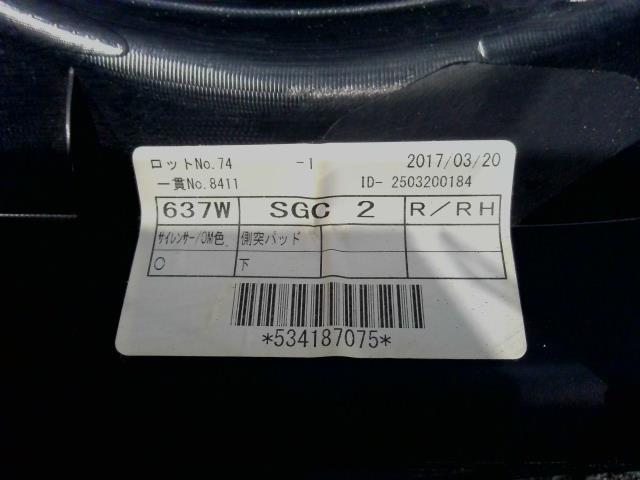 ロットNo.74 -1 2017/03/20
一貫No.8411 ID- 2503200184
637W SGC 2 R/RH
サイレンサー/OM色 側突パッド
○ 下
*534187075*